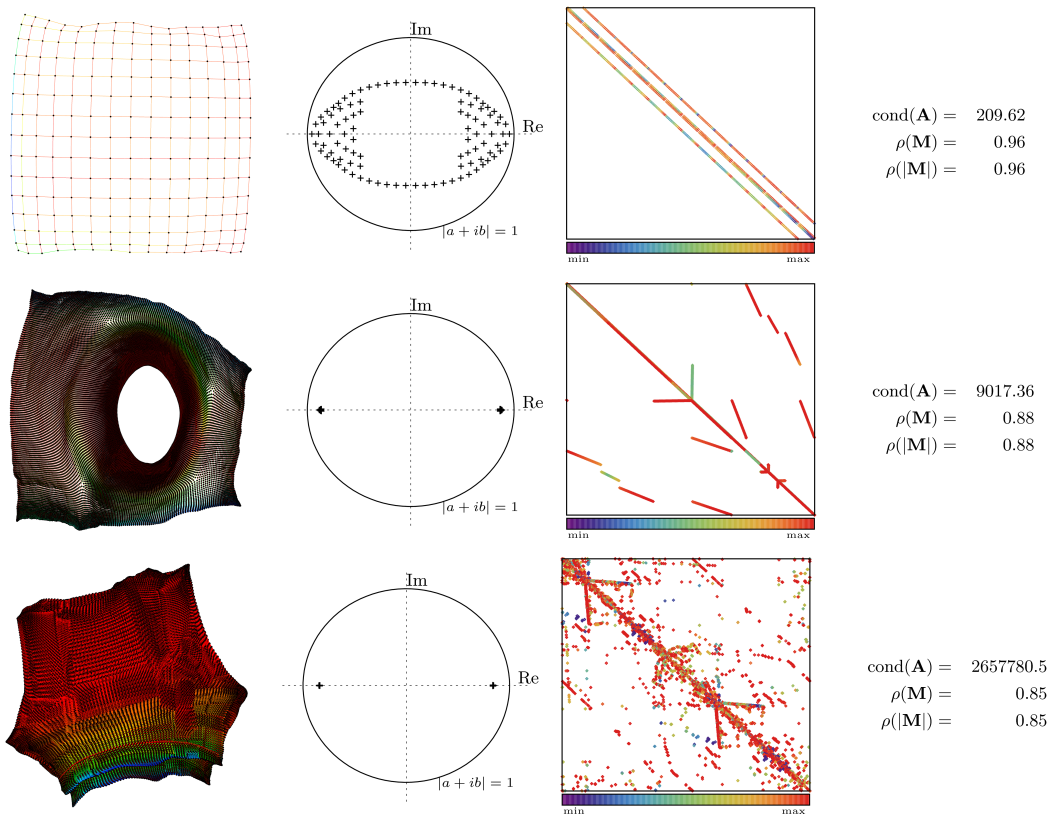 Im
Re
|a + ib| = 1
min max
cond(A) = 209.62
ρ(M) = 0.96
ρ(|M|) = 0.96
Im
Re
|a + ib| = 1
min max
cond(A) = 9017.36
ρ(M) = 0.88
ρ(|M|) = 0.88
Im
Re
|a + ib| = 1
min max
cond(A) = 2657780.5
ρ(M) = 0.85
ρ(|M|) = 0.85